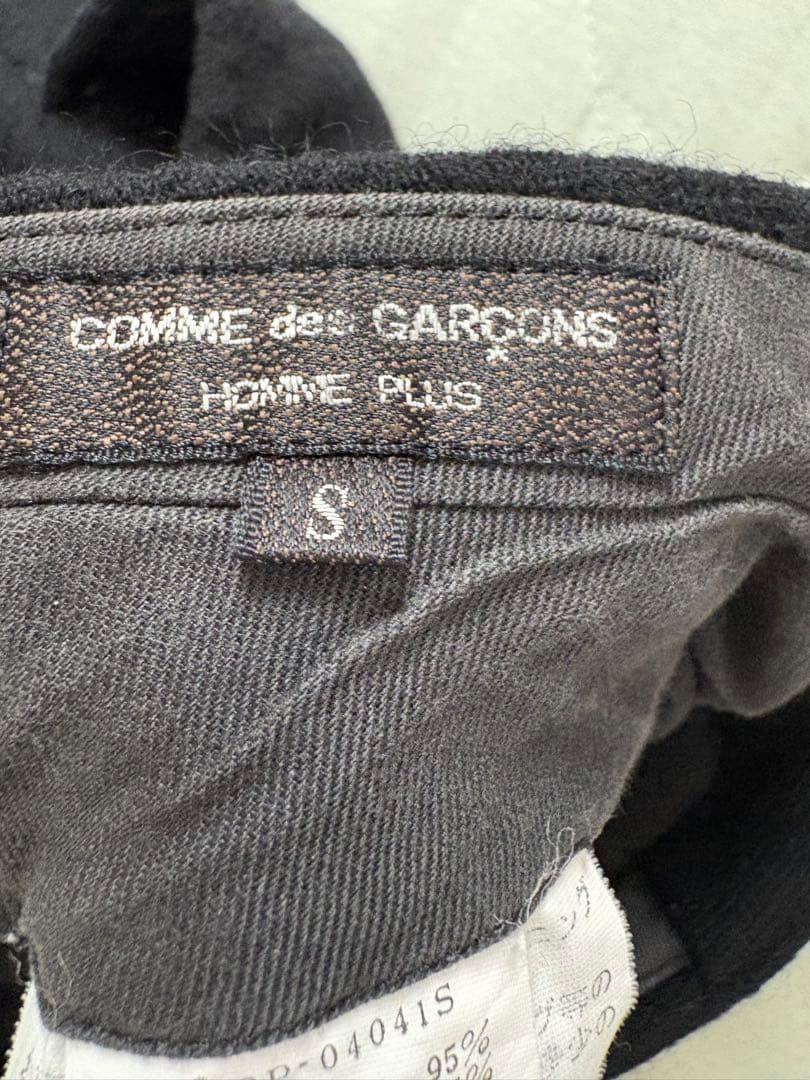 COMME des GARÇONS
HOMME PLUS
S
-04041S
95%